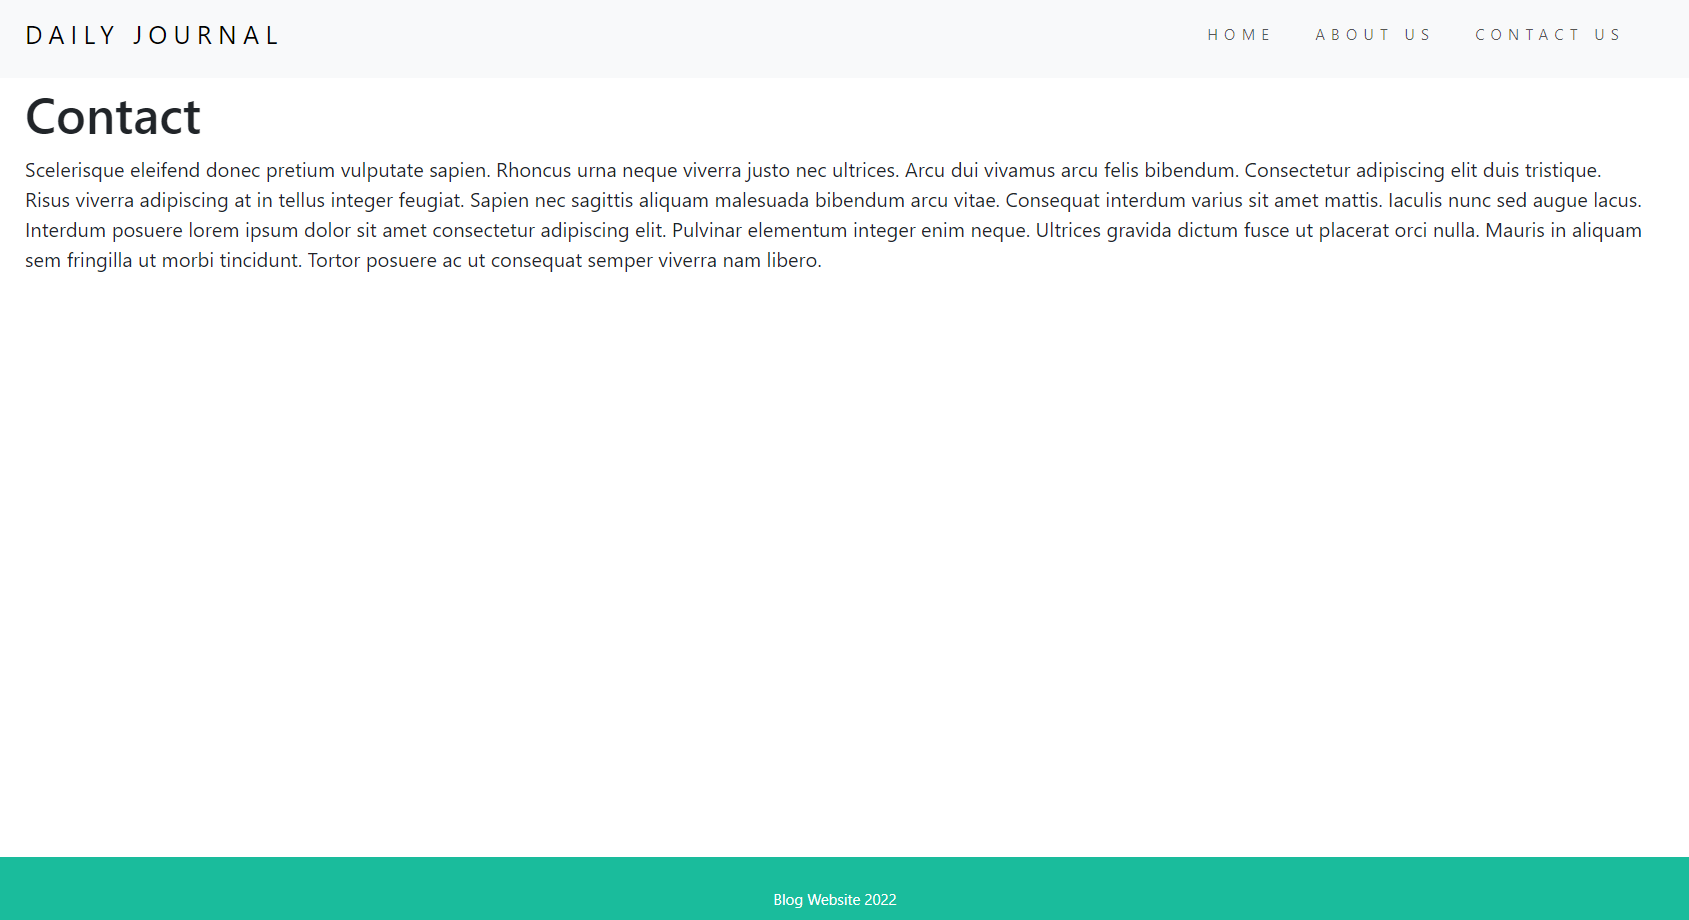 DAILY JOURNAL
HOME ABOUT US CONTACT US
Contact
Scelerisque eleifend donec pretium vulputate sapien. Rhoncus urna neque viverra justo nec ultrices. Arcu dui vivamus arcu felis bibendum. Consectetur adipiscing elit duis tristique.
Risus viverra adipiscing at in tellus integer feugiat. Sapien nec sagittis aliquam malesuada bibendum arcu vitae. Consequat interdum varius sit amet mattis. Iaculis nunc sed augue lacus.
Interdum posuere lorem ipsum dolor sit amet consectetur adipiscing elit. Pulvinar elementum integer enim neque. Ultrices gravida dictum fusce ut placerat orci nulla. Mauris in aliquam
sem fringilla ut morbi tincidunt. Tortor posuere ac ut consequat semper viverra nam libero.
Blog Website 2022